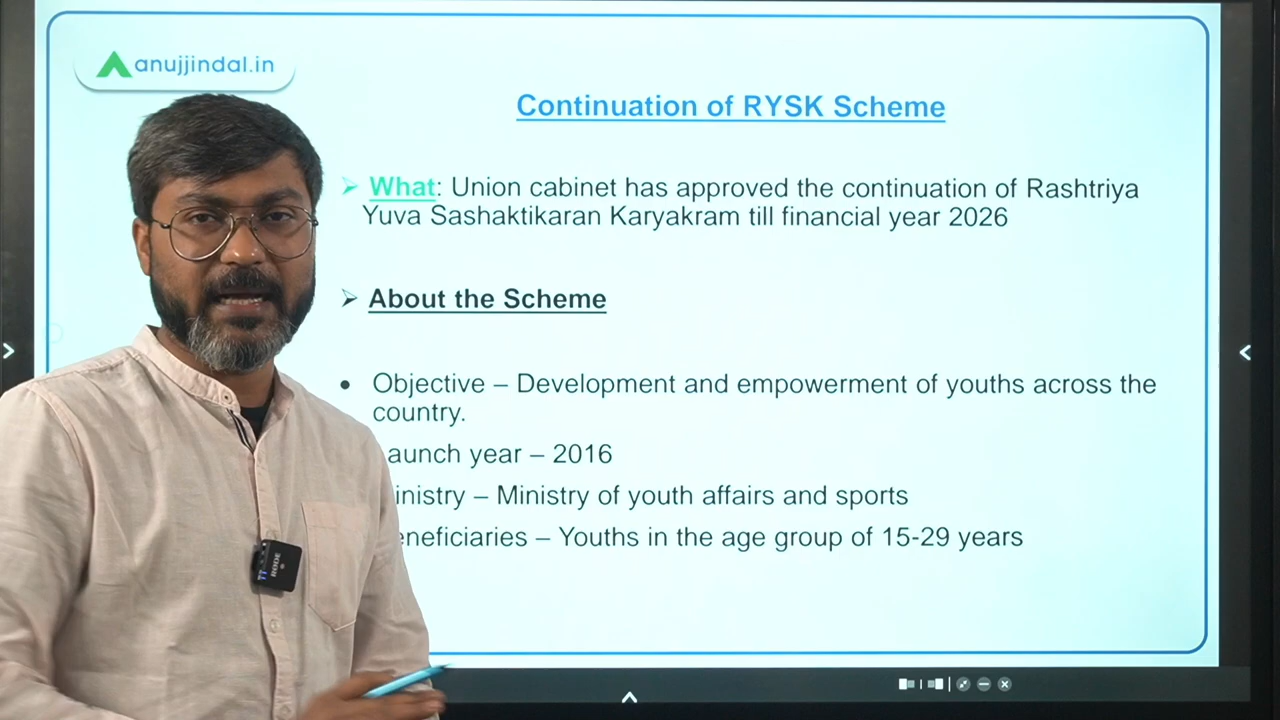 anujjindal.in
Continuation of RYSK Scheme
What: Union cabinet has approved the continuation of Rashtriya
Yuva Sashaktikaran Karyakram till financial year 2026
About the Scheme
Objective – Development and empowerment of youths across the
country.
aunch year – 2016
inistry – Ministry of youth affairs and sports
eneficiaries – Youths in the age group of 15-29 years
RODE